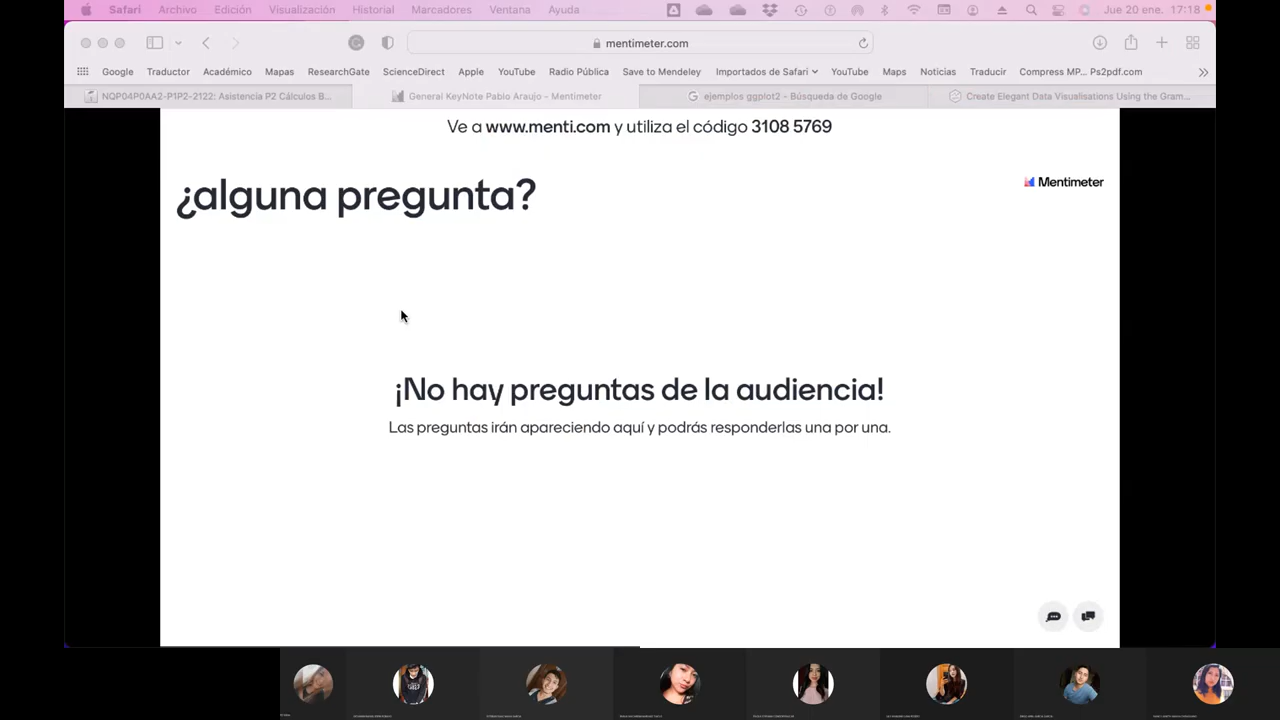 Safari Archivo Edición Visualización Historial Marcadores Ventana Ayuda Jue 20 ene. 17:18
mentimeter.com
Google Traductor Académico Mapas ResearchGate ScienceDirect Apple YouTube Radio Pública Save to Mendeley Importados de Safari YouTube Maps Noticias Traducir Compress MP... Ps2pdf.com
NQP04P0AA2-P1P2-2122: Asistencia P2 Cálculos B... General KeyNote Pablo Araujo – Mentimeter ejemplos ggplot2 - Búsqueda de Google Create Elegant Data Visualisations Using the Gram...
Ve a www.menti.com y utiliza el código 3108 5769
¿alguna pregunta?
Mentimeter
¡No hay preguntas de la audiencia!
Las preguntas irán apareciendo aquí y podrás responderlas una por una.